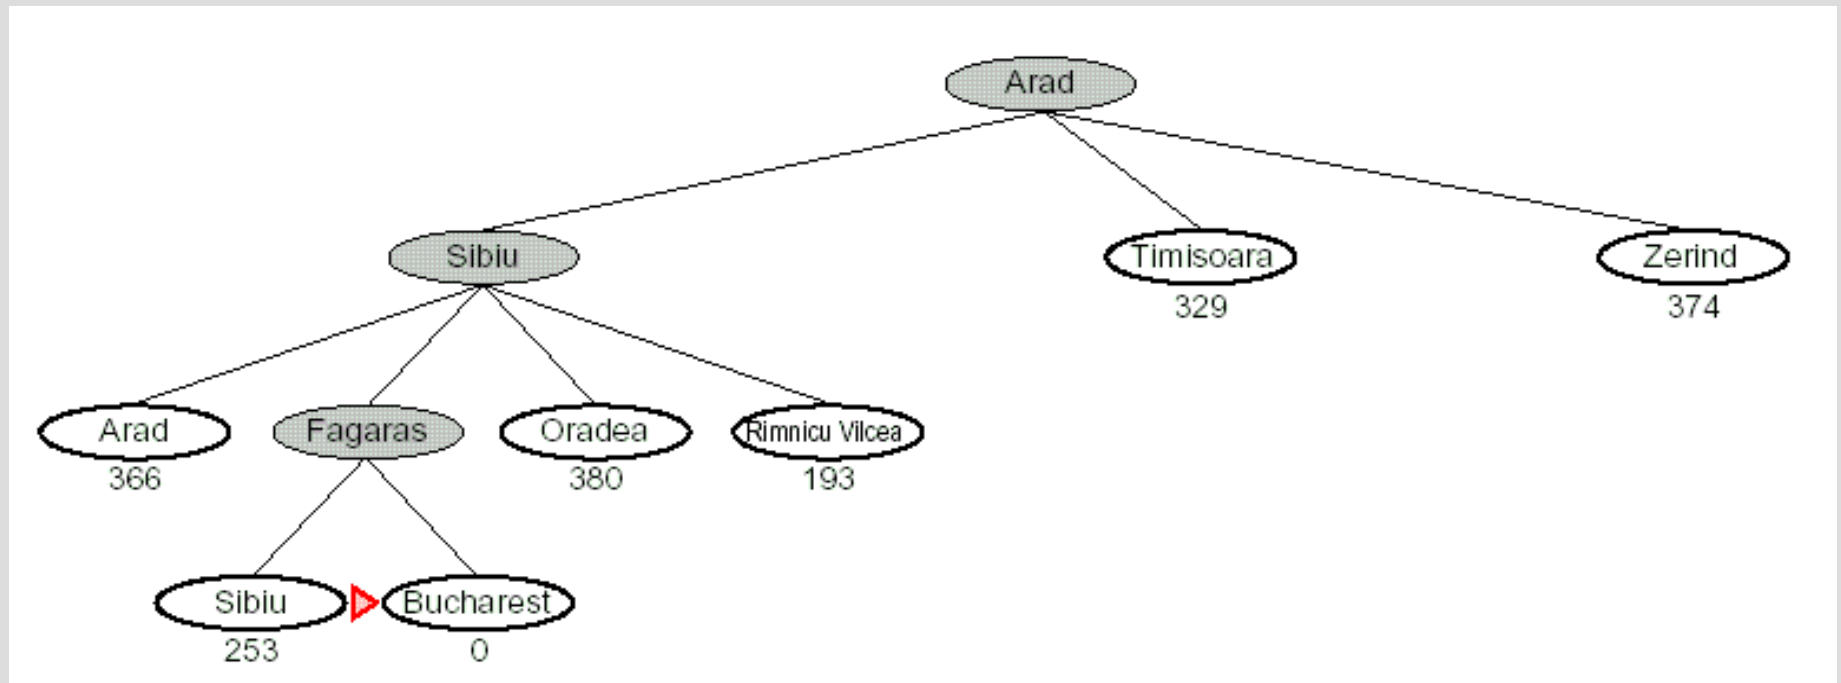 Arad
Sibiu
Timisoara
Zerind
329
374
Arad
Fagaras
Oradea
Rimnicu Vilcea
366
380
193
Sibiu
Bucharest
253
0